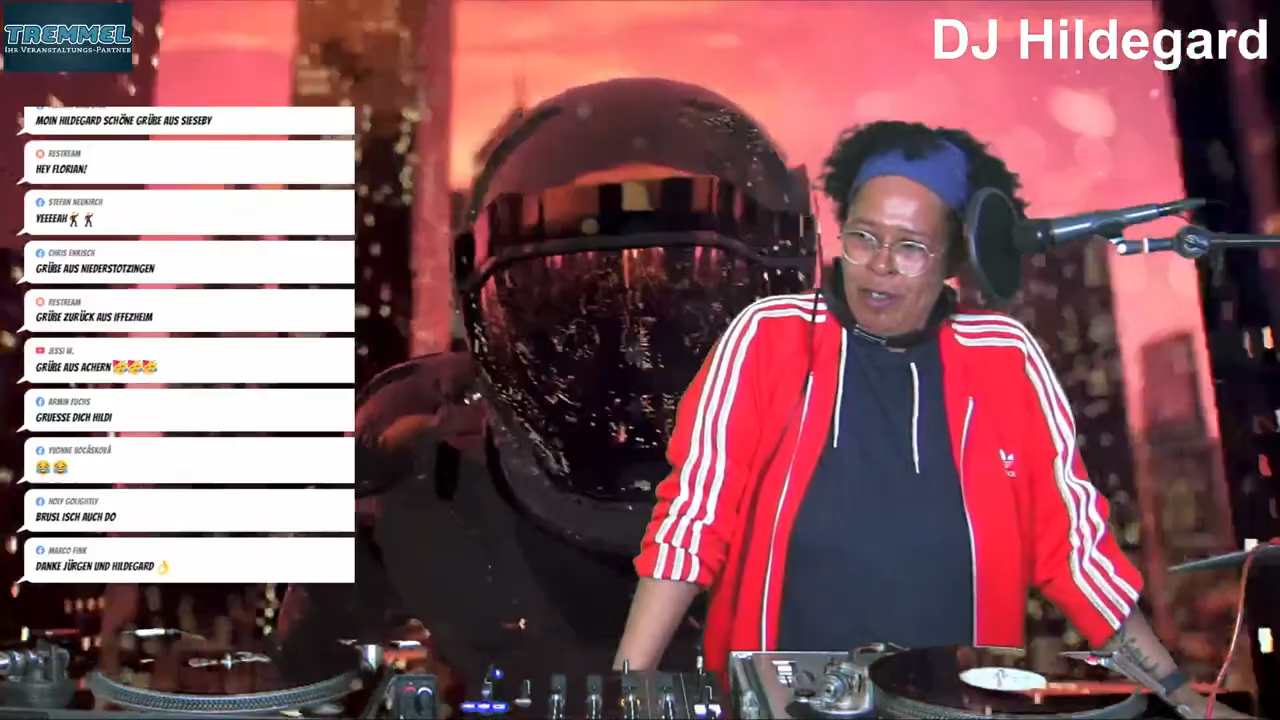 TREMMEL
IHR VERANSTALTUNGS-PARTNER
DJ Hildegard
MOIN HILDEGARD SCHÖNE GRÜßE AUS SIESEBY
RESTREAM
HEY FLORIAN!
STEFAN NEUKIRCH
YEEEEAH🕺🕺
CHRIS ENKISCH
GRÜßE AUS NIEDERSTOTZINGEN
RESTREAM
GRÜßE ZURÜCK AUS IFFEZHEIM
JESSI W.
GRÜßE AUS ACHERN🥳🥳🥳
ARMIN FUCHS
GRUESSE DICH HILDI
YVONNE VOCÁSKOVÁ
😂😂
HOLY GOLIGHTLY
BRUSL ISCH AUCH DO
MARCO FINK
DANKE JÜRGEN UND HILDEGARD👌